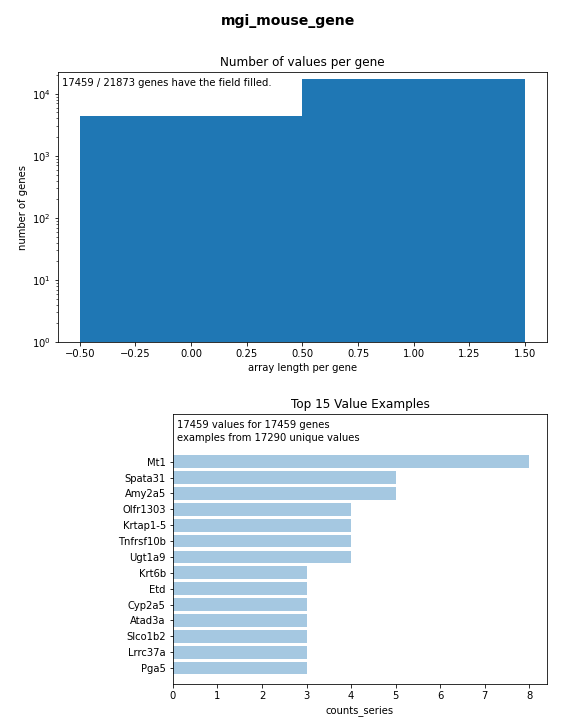 mgi_mouse_gene
Number of values per gene
17459 / 21873 genes have the field filled.
number of genes
10⁴
10³
10²
10¹
10⁰
−0.50 −0.25 0.00 0.25 0.50 0.75 1.00 1.25 1.50
array length per gene
Top 15 Value Examples
17459 values for 17459 genes
examples from 17290 unique values
Mt1
Spata31
Amy2a5
Olfr1303
Krtap1-5
Tnfrsf10b
Ugt1a9
Krt6b
Etd
Cyp2a5
Atad3a
Slco1b2
Lrrc37a
Pga5
0 1 2 3 4 5 6 7 8
counts_series